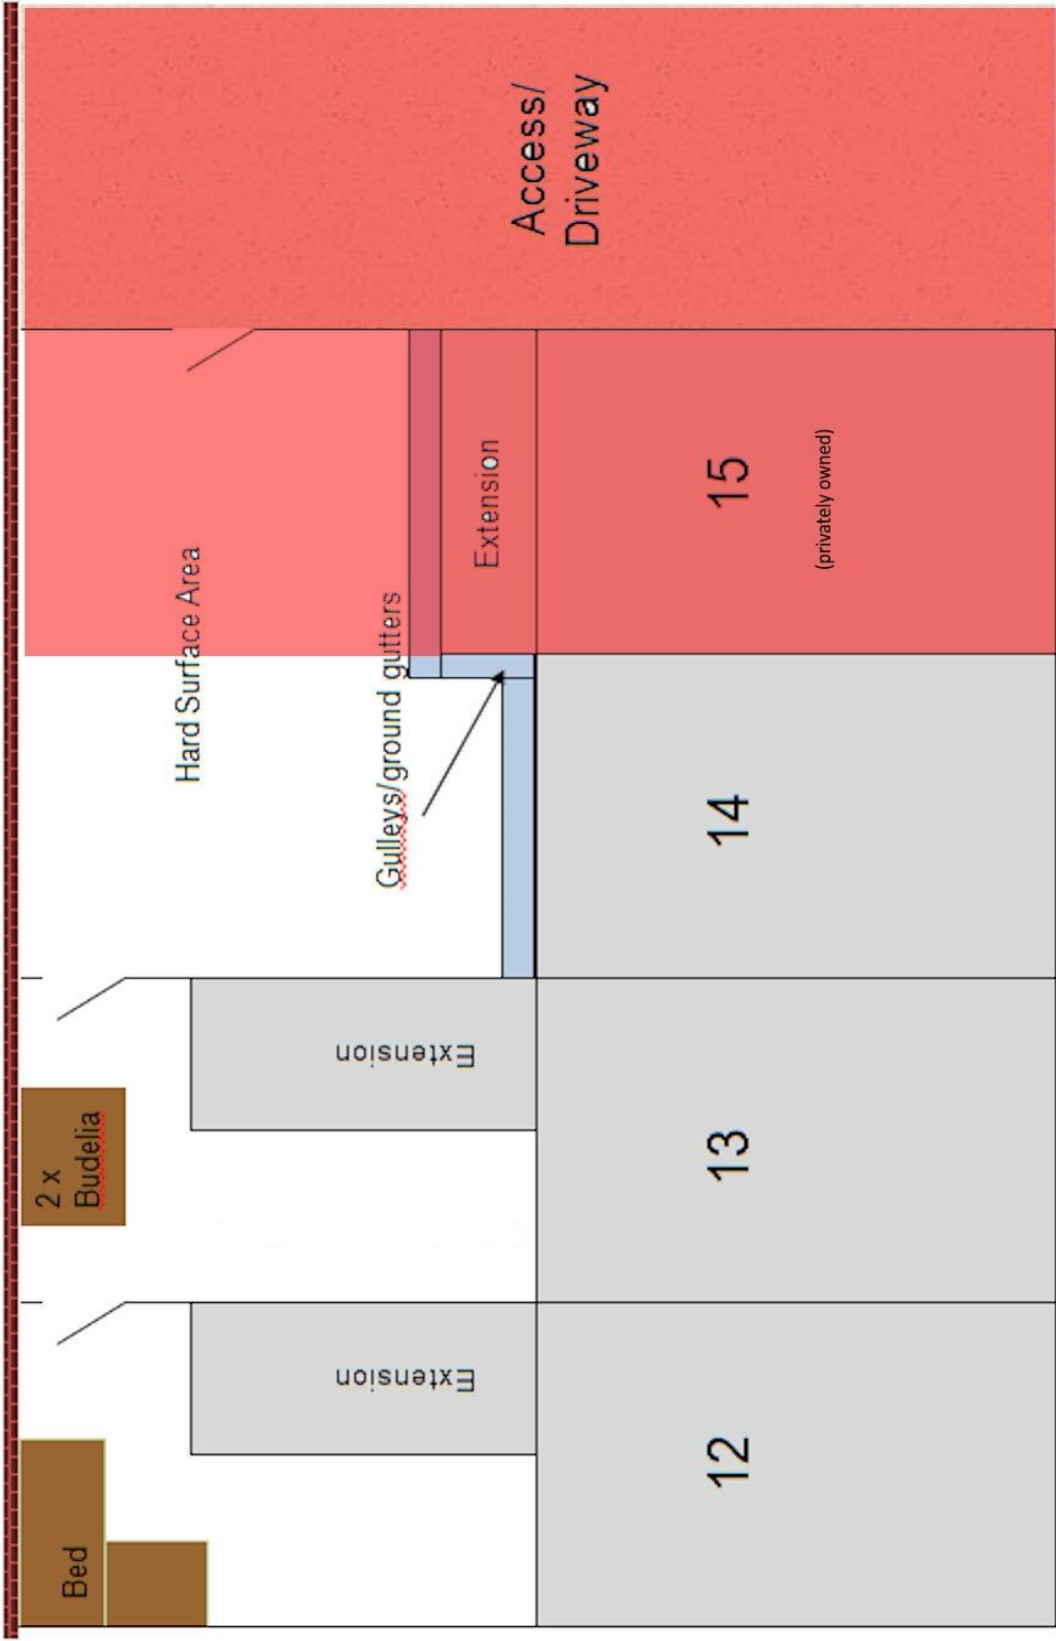 Access/
Driveway
Hard Surface Area
Gulleys/ground gutters
Extension
15
(privately owned)
14
Extension
13
2 x
Budelia
Extension
12
Bed